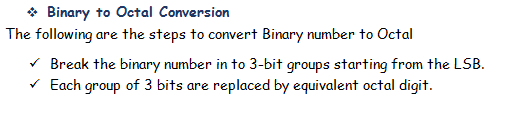 ❖ Binary to Octal Conversion
The following are the steps to convert Binary number to Octal
✓ Break the binary number in to 3-bit groups starting from the LSB.
✓ Each group of 3 bits are replaced by equivalent octal digit.